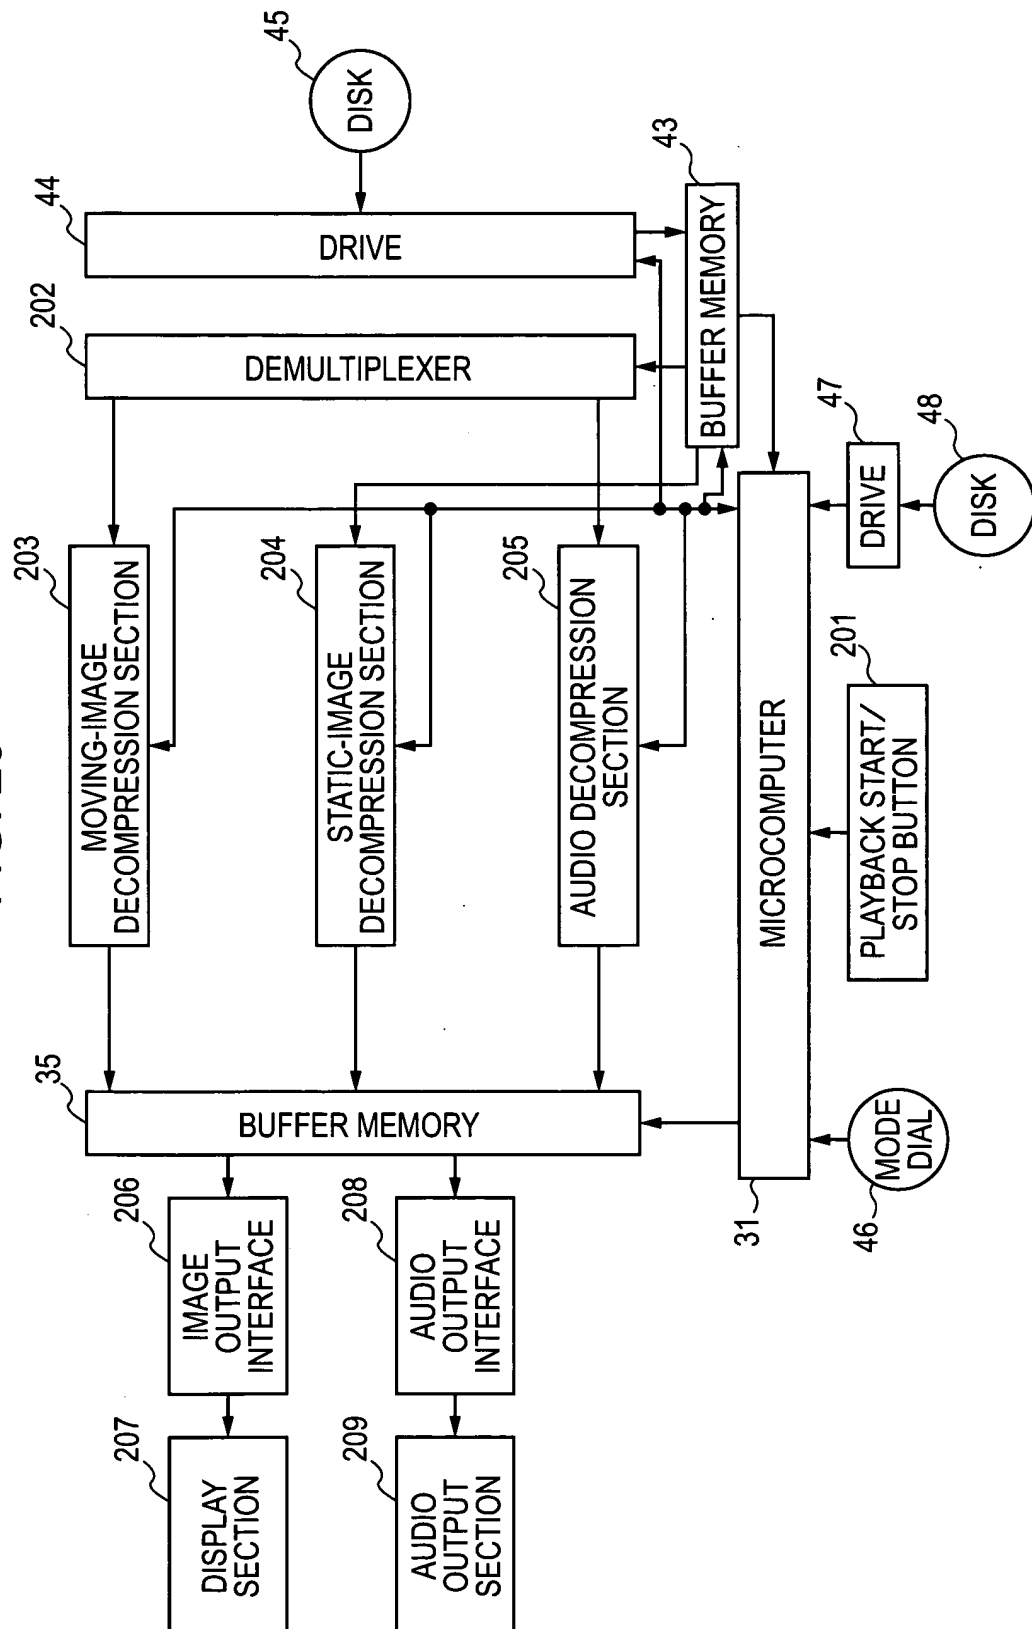 45
DISK
44
DRIVE
43
BUFFER MEMORY
202
DEMULTIPLEXER
47
DRIVE
48
DISK
203
MOVING-IMAGE
DECOMPRESSION SECTION
204
STATIC-IMAGE
DECOMPRESSION SECTION
205
AUDIO DECOMPRESSION
SECTION
MICROCOMPUTER
31
201
PLAYBACK START/
STOP BUTTON
35
BUFFER MEMORY
46
MODE
DIAL
206
IMAGE
OUTPUT
INTERFACE
208
AUDIO
OUTPUT
INTERFACE
207
DISPLAY
SECTION
209
AUDIO
OUTPUT
SECTION